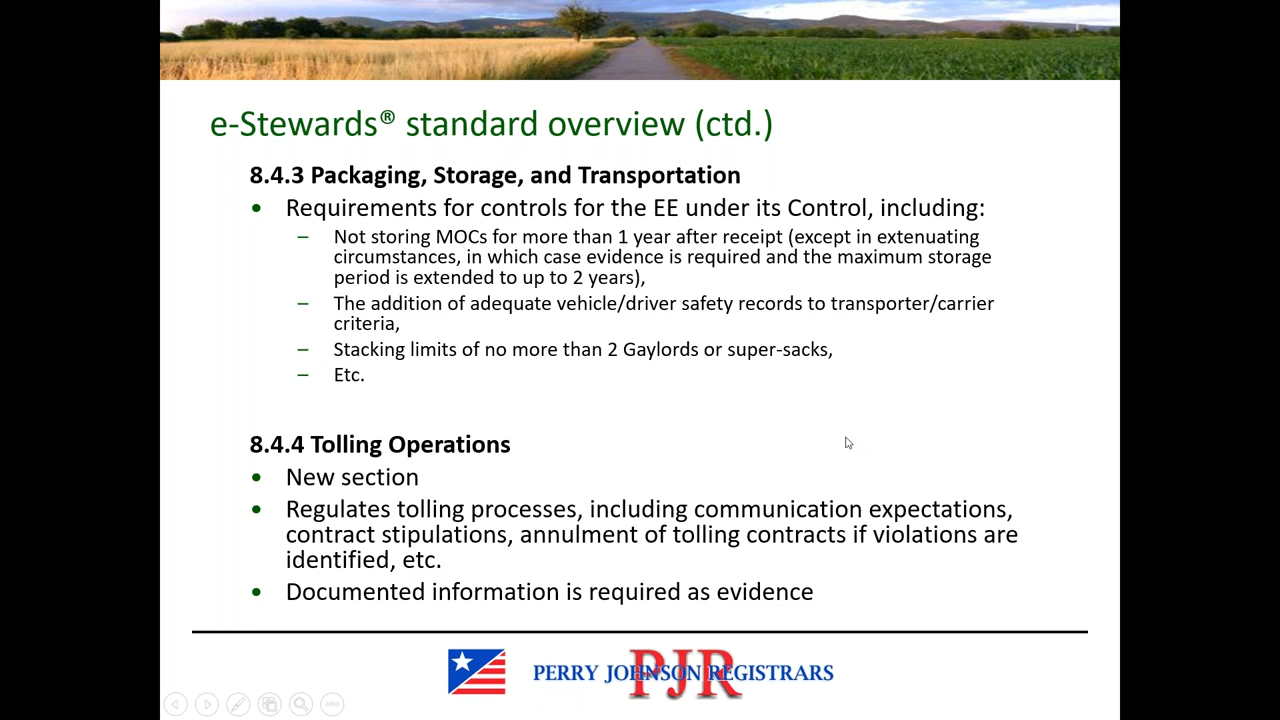 e-Stewards® standard overview (ctd.)
8.4.3 Packaging, Storage, and Transportation
• Requirements for controls for the EE under its Control, including:
– Not storing MOCs for more than 1 year after receipt (except in extenuating
circumstances, in which case evidence is required and the maximum storage
period is extended to up to 2 years),
– The addition of adequate vehicle/driver safety records to transporter/carrier
criteria,
– Stacking limits of no more than 2 Gaylords or super-sacks,
– Etc.
8.4.4 Tolling Operations
• New section
• Regulates tolling processes, including communication expectations,
contract stipulations, annulment of tolling contracts if violations are
identified, etc.
• Documented information is required as evidence
PJR
PERRY JOHNSON REGISTRARS